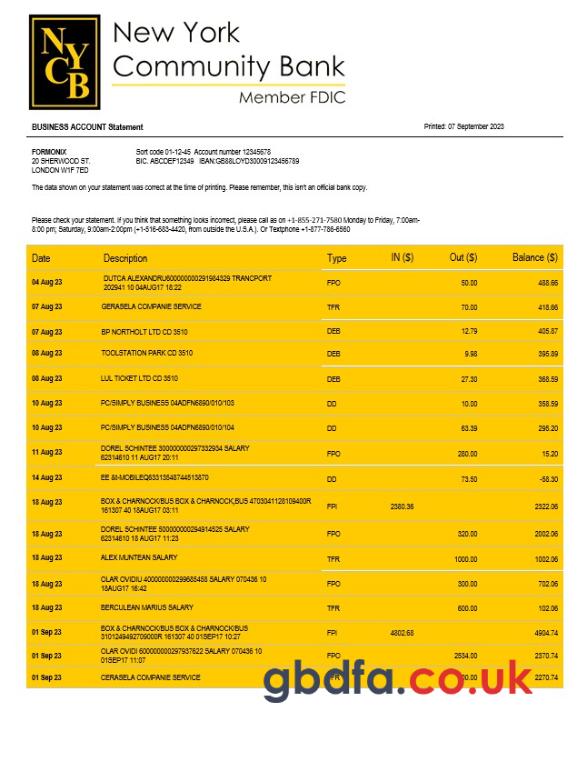 NYCB
New York
Community Bank
Member FDIC
BUSINESS ACCOUNT Statement Printed: 07 September 2023
FORMONIX Sort code 01-12-45 Account number 12345678
20 SHERWOOD ST. BIC. ABCDEF12349 IBAN:GB88LOYD30009123456789
LONDON W1F 7ED
The data shown on your statement was correct at the time of printing. Please remember, this isn't an official bank copy.
Please check your statement. If you think that something looks incorrect, please call as on +1-855-271-7580 Monday to Friday, 7:00am-
8:00 pm; Saturday, 9:00am-2:00pm (+1-516-683-4420, from outside the U.S.A.). Or Textphone +1-877-786-6560
Date Description Type IN ($) Out ($) Balance ($)
04 Aug 23 DUTCA ALEXANDRU600000000291984329 TRANCPORT FPO 50.00 488.66
202941 10 04AUG17 18:22
07 Aug 23 GERASELA COMPANIE SERVICE TFR 70.00 418.66
07 Aug 23 BP NORTHOLT LTD CD 3510 DEB 12.79 405.87
08 Aug 23 TOOLSTATION PARK CD 3510 DEB 9.98 395.89
08 Aug 23 LUL TICKET LTD CD 3510 DEB 27.30 368.59
10 Aug 23 PC/SIMPLY BUSINESS 04ADFN6890/010/103 DD 10.00 358.59
10 Aug 23 PC/SIMPLY BUSINESS 04ADFN6890/010/104 DD 63.39 295.20
11 Aug 23 DOREL SCHINTEE 300000000297332934 SALARY FPO 280.00 15.20
62314610 11 AUG17 20:11
14 Aug 23 EE &t-MOBILEQ63313548744513870 DD 73.50 -58.30
18 Aug 23 BOX & CHARNOCK/BUS BOX & CHARNOCK,BUS 4703041128109400R FPI 2380.36 2322.06
161307 40 18AUG17 03:11
18 Aug 23 DOREL SCHINTEE 500000000294914525 SALARY FPO 320.00 2002.06
62314610 18 AUG17 11:23
18 Aug 23 ALEX MUNTEAN SALARY TFR 1000.00 1002.06
18 Aug 23 OLAR OVIDIU 400000000299685458 SALARY 070436 10 FPO 300.00 702.06
18AUG17 16:42
18 Aug 23 BERCULEAN MARIUS SALARY TFR 600.00 102.06
01 Sep 23 BOX & CHARNOCK/BUS BOX & CHARNOCK/BUS FPI 4802.68 4904.74
3101249492709000R 161307 40 01SEP17 10:27
01 Sep 23 OLAR OVIDI 600000000297937622 SALARY 070436 10 FPO 2534.00 2370.74
01SEP17 11:07
01 Sep 23 CERASELA COMPANIE SERVICE 2270.74
gbdfa.co.uk